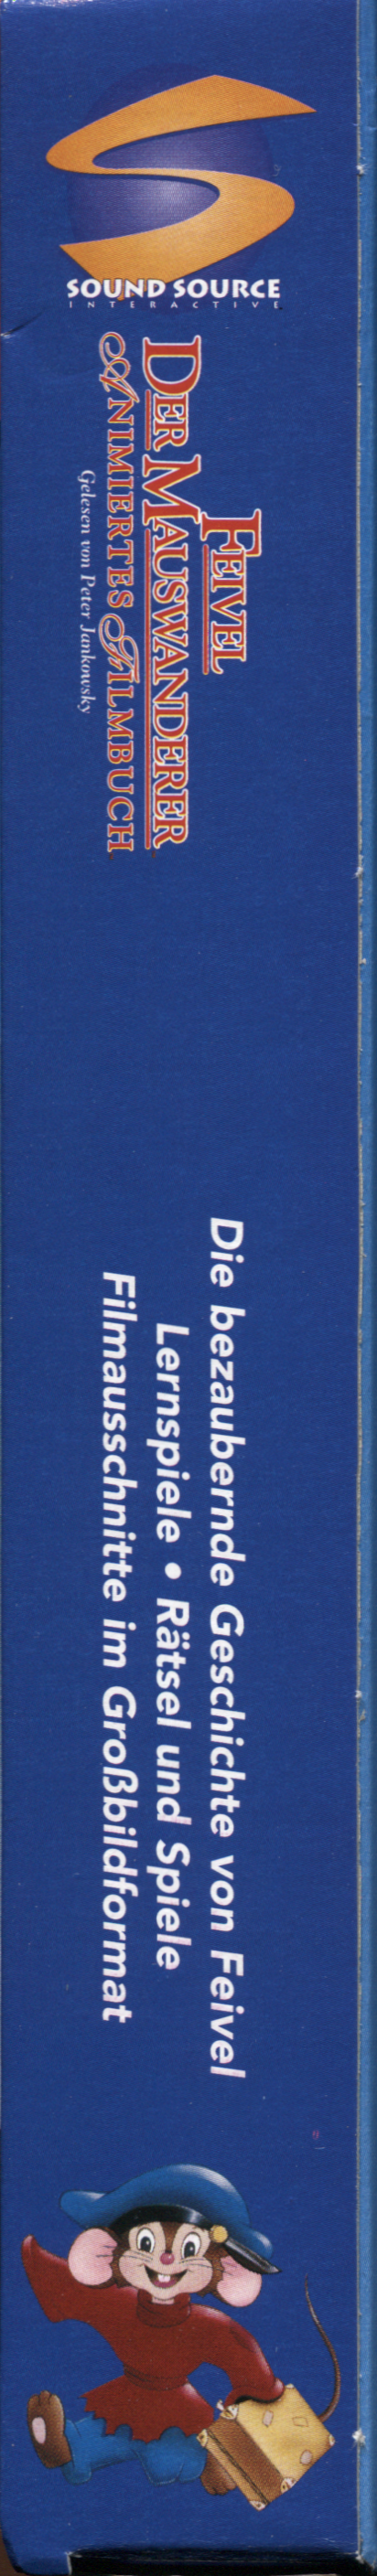 SOUND SOURCE
INTERACTIVE
FEIVEL
DER MAUSWANDERER
ANIMIERTES FILMBUCH
Gelesen von Peter Jankowsky
Die bezaubernde Geschichte von Feivel
Lernspiele • Rätsel und Spiele
Filmausschnitte im Großbildformat